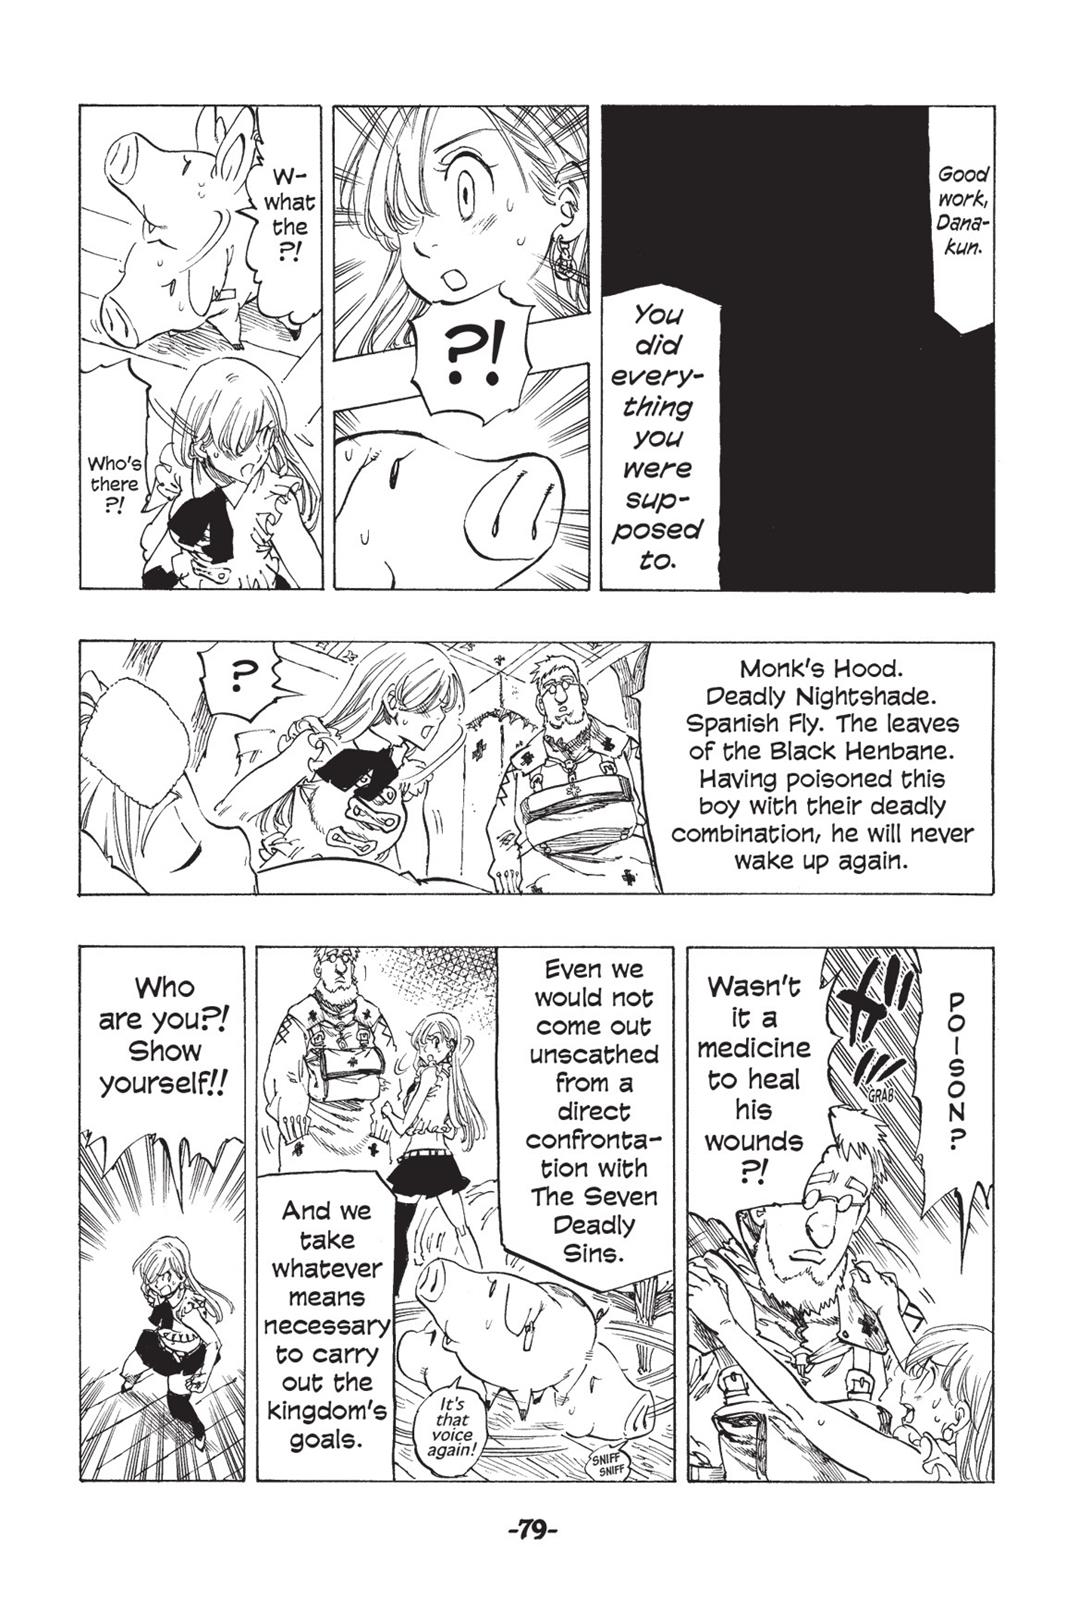 Good
work,
Dana-
kun.
You
did
every-
thing
you
were
sup-
posed
to.
?!
W-
what
the
?!
Who's
there
?!
Monk's Hood.
Deadly Nightshade.
Spanish Fly. The leaves
of the Black Henbane.
Having poisoned this
boy with their deadly
combination, he will never
wake up again.
?
POISON?
GRAB
Wasn't
it a
medicine
to heal
his
wounds
?!
Even we
would not
come out
unscathed
from a
direct
confronta-
tion with
The Seven
Deadly
Sins.
And we
take
whatever
means
necessary
to carry
out the
kingdom's
goals.
It's
that
voice
again!
SNIFF
SNIFF
Who
are you?!
Show
yourself!!
-79-